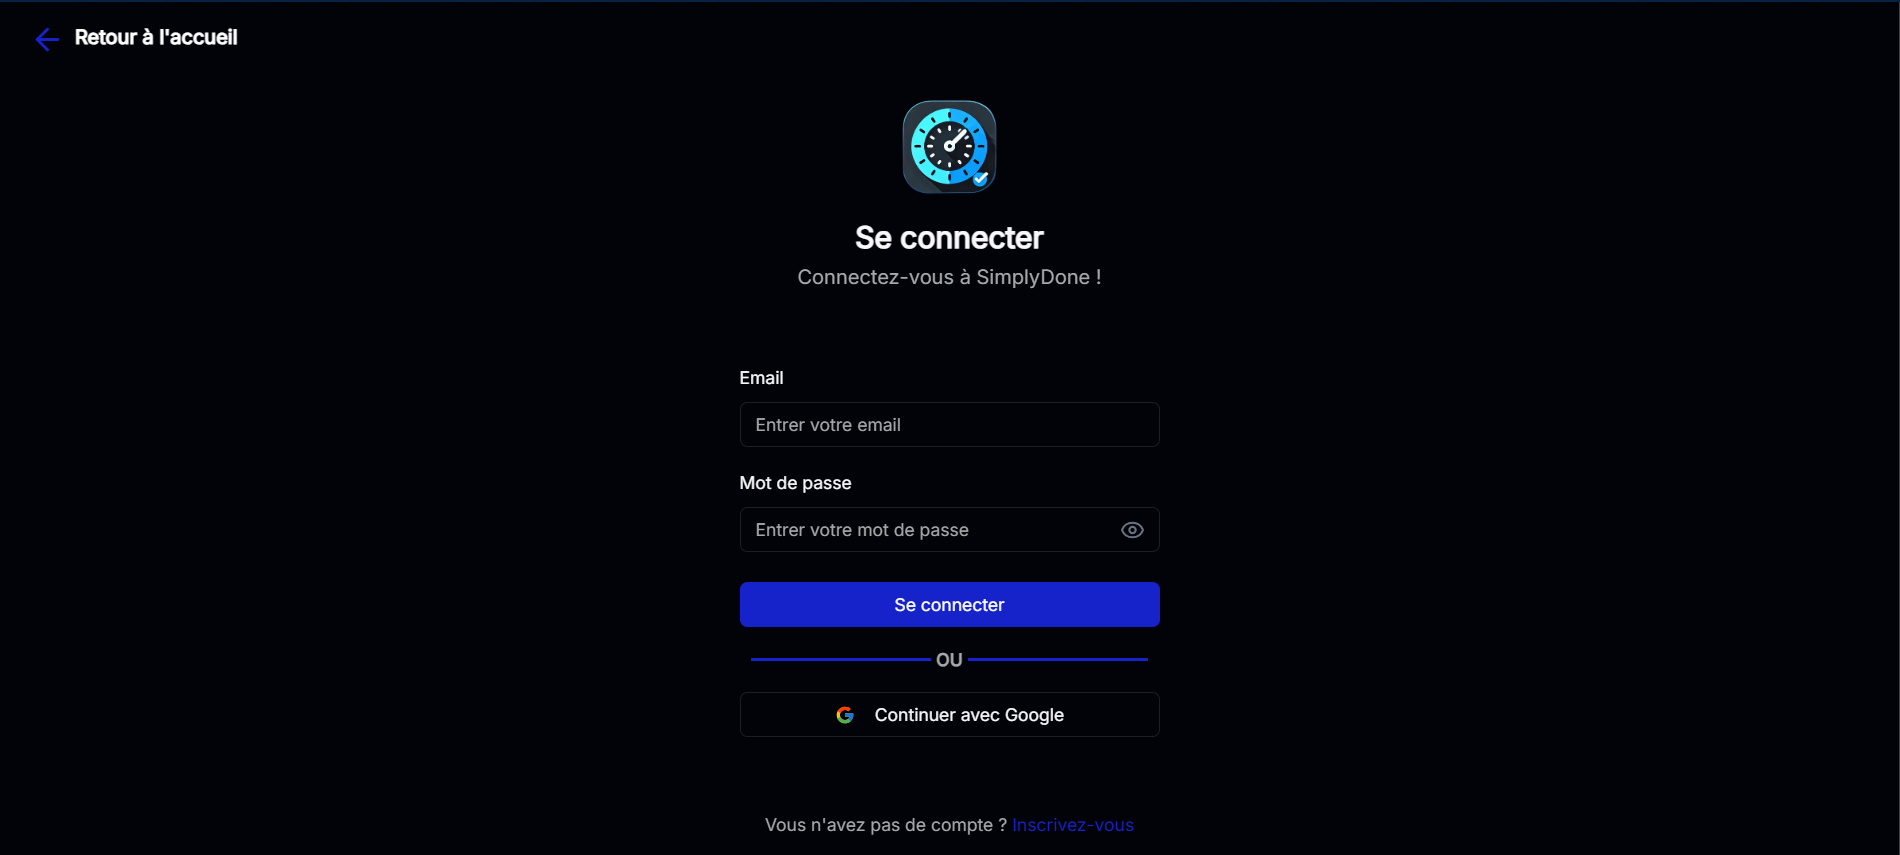 Retour à l'accueil
Se connecter
Connectez-vous à SimplyDone !
Email
Entrer votre email
Mot de passe
Entrer votre mot de passe
Se connecter
OU
Continuer avec Google
Vous n'avez pas de compte ? Inscrivez-vous